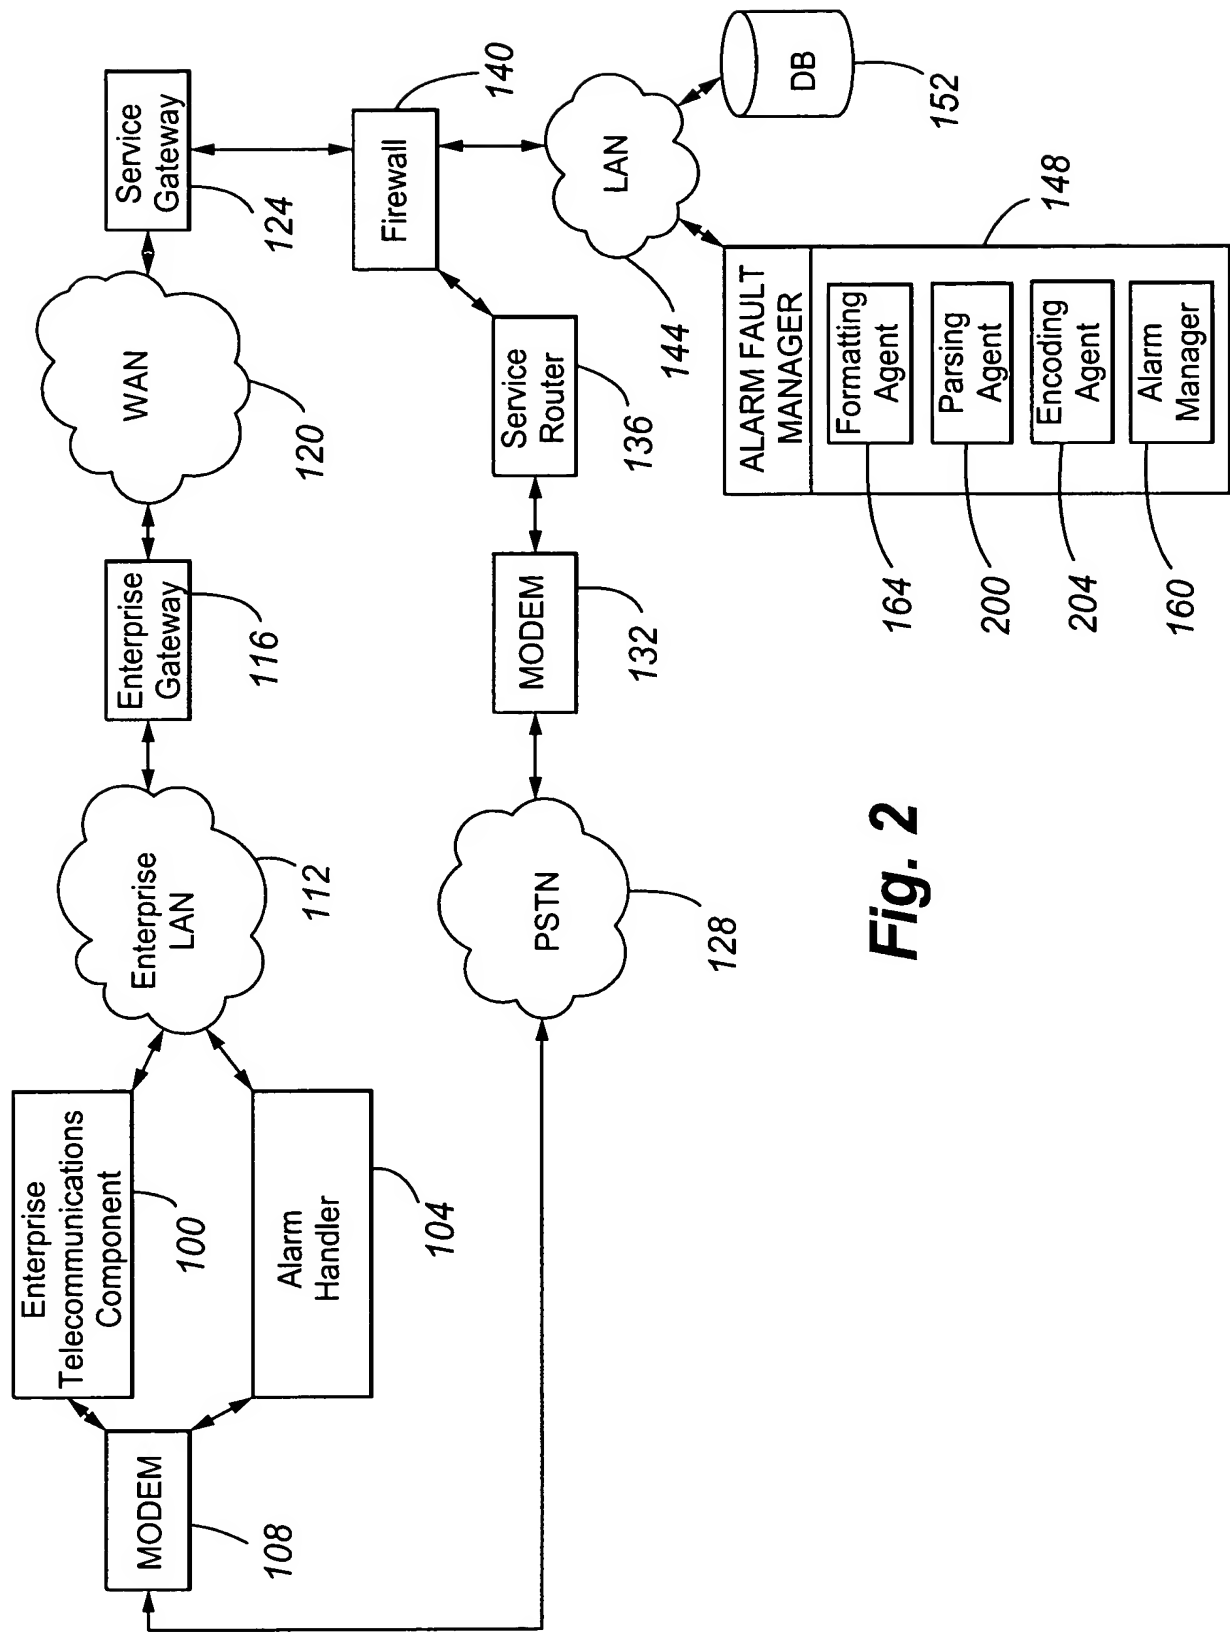 Enterprise
Telecommunications
Component
100
MODEM
108
Alarm
Handler
104
Enterprise
LAN
112
Enterprise
Gateway
116
WAN
120
Service
Gateway
124
PSTN
128
MODEM
132
Service
Router
136
Firewall
140
LAN
144
DB
152
ALARM FAULT
MANAGER
148
Formatting
Agent
164
Parsing
Agent
200
Encoding
Agent
204
Alarm
Manager
160
Fig. 2